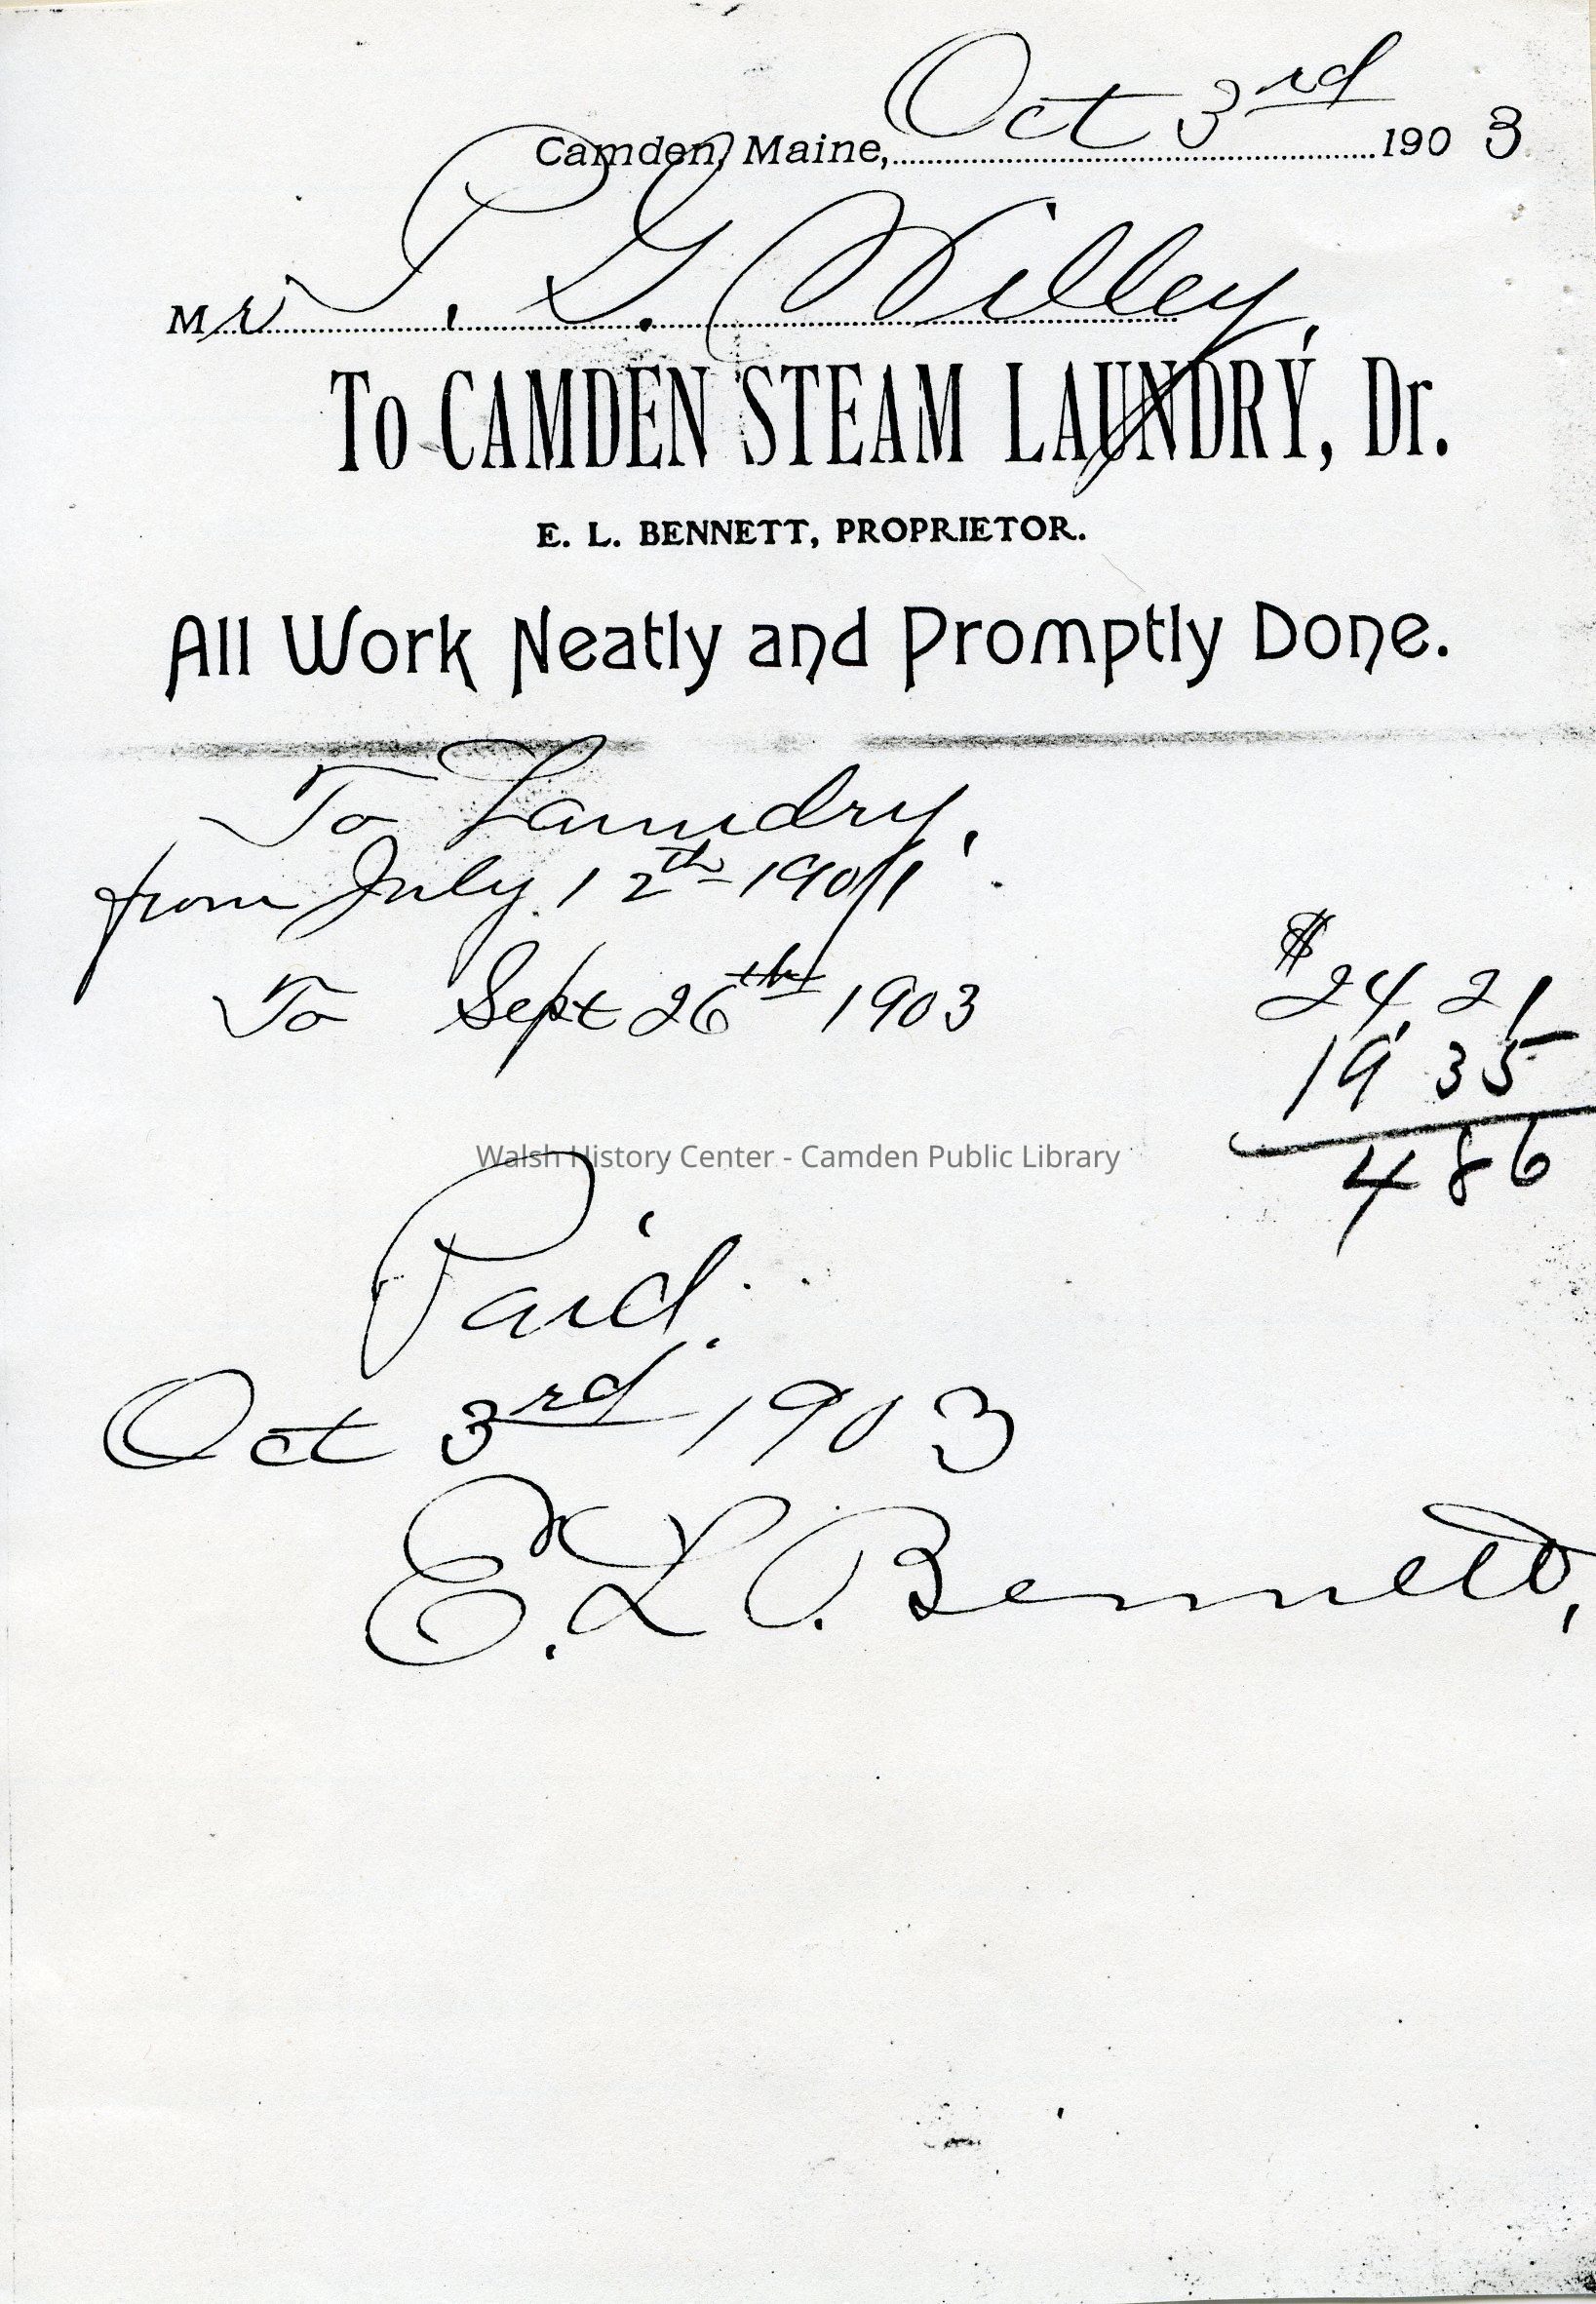 Camden, Maine, Oct 3rd 1903
Mr P. G. Willey,
To CAMDEN STEAM LAUNDRY, Dr.
E. L. BENNETT, PROPRIETOR.
All Work Neatly and Promptly Done.
To Laundry,
from July 12th 1901
To Sept 26th 1903
$24,21
19 35
4 86
Walsh History Center - Camden Public Library
Paid.
Oct 3rd 1903
E. L. Bennett,